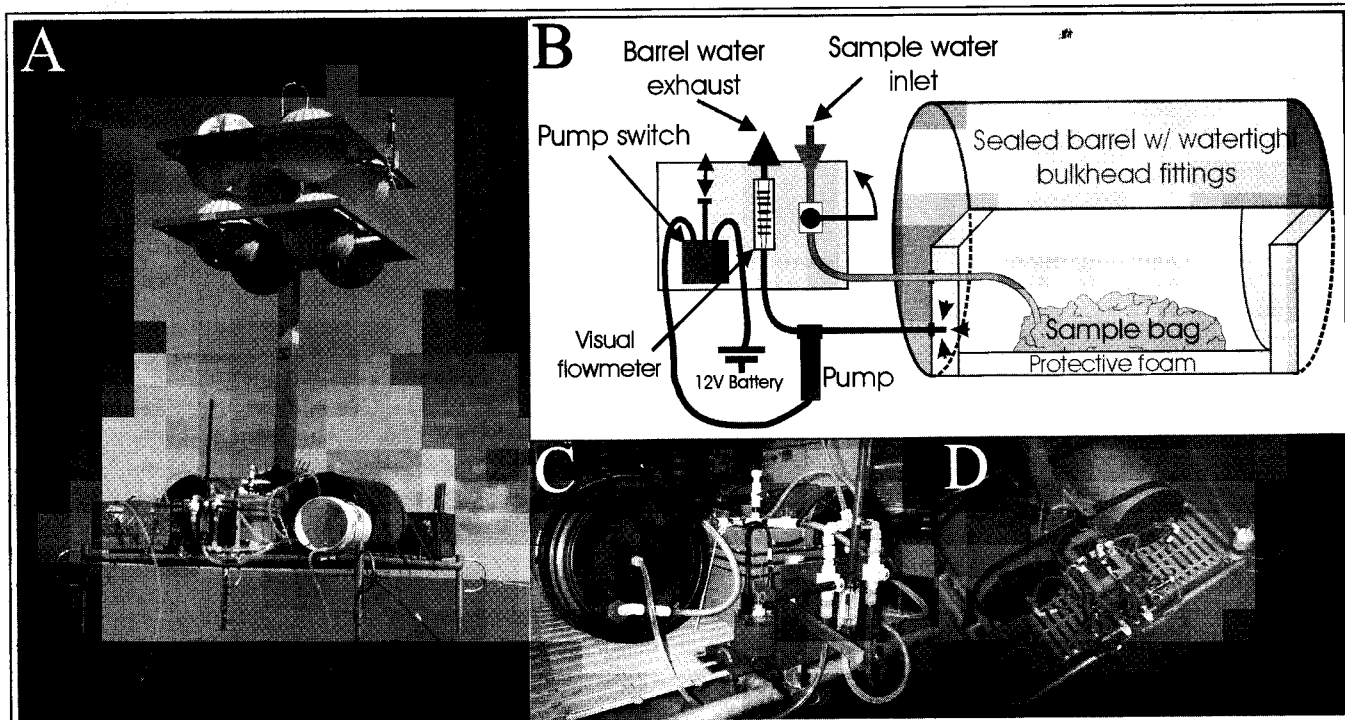 A
B
Barrel water
exhaust
Sample water
inlet
Pump switch
Sealed barrel w/ watertight
bulkhead fittings
Visual
flowmeter
12V Battery
Pump
Sample bag
Protective foam
C
D